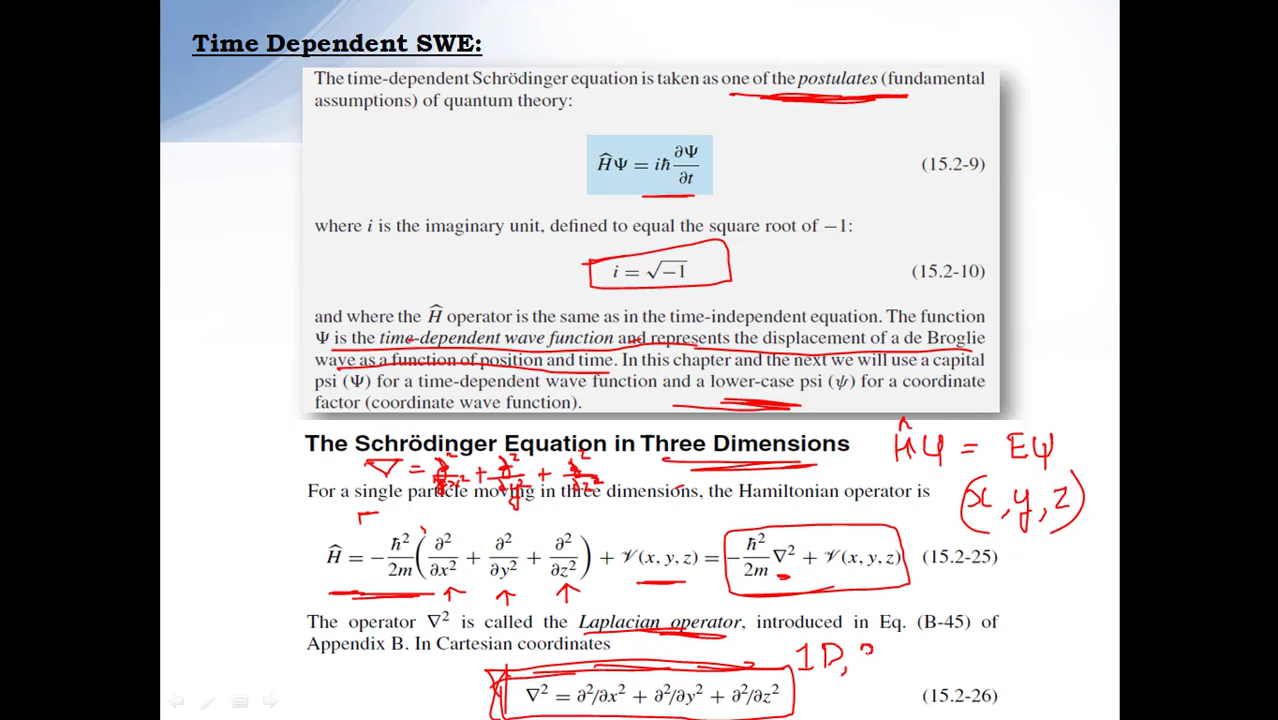 Time Dependent SWE:
The time-dependent Schrödinger equation is taken as one of the postulates (fundamental
assumptions) of quantum theory:
ĤΨ = iℏ ∂Ψ/∂t (15.2-9)
where i is the imaginary unit, defined to equal the square root of −1:
i = √−1 (15.2-10)
and where the Ĥ operator is the same as in the time-independent equation. The function
Ψ is the time-dependent wave function and represents the displacement of a de Broglie
wave as a function of position and time. In this chapter and the next we will use a capital
psi (Ψ) for a time-dependent wave function and a lower-case psi (ψ) for a coordinate
factor (coordinate wave function).
The Schrödinger Equation in Three Dimensions
Ĥψ = Eψ
∇ = ∂²/∂x² + ∂²/∂y² + ∂²/∂z²
For a single particle moving in three dimensions, the Hamiltonian operator is
(x, y, z)
Ĥ = −ℏ²/2m (∂²/∂x² + ∂²/∂y² + ∂²/∂z²) + 𝒱(x, y, z) = −ℏ²/2m ∇² + 𝒱(x, y, z) (15.2-25)
The operator ∇² is called the Laplacian operator, introduced in Eq. (B-45) of
Appendix B. In Cartesian coordinates
1D,
∇² = ∂²/∂x² + ∂²/∂y² + ∂²/∂z² (15.2-26)